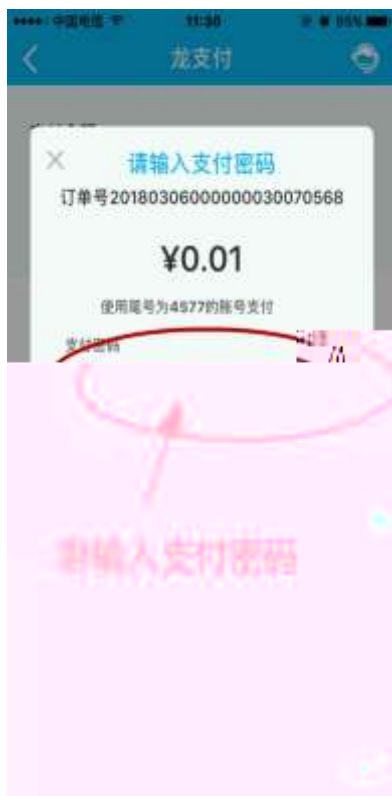 中国电信 11:30 95%
龙支付
请输入支付密码
订单号20180306000000030070568
¥0.01
使用尾号为4577的账号支付
支付密码
请输入支付密码